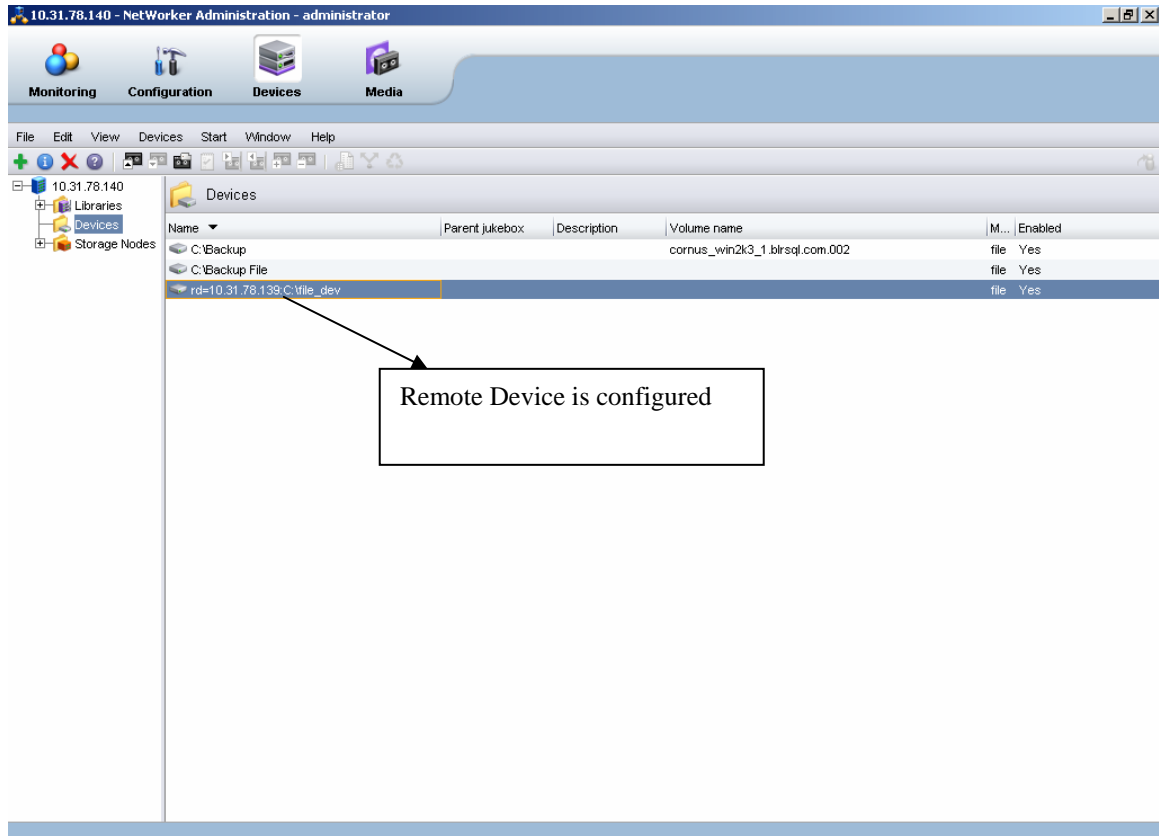 10.31.78.140 - NetWorker Administration - administrator
Monitoring Configuration Devices Media
File Edit View Devices Start Window Help
10.31.78.140
Libraries
Devices
Storage Nodes
Devices
Name Parent jukebox Description Volume name M... Enabled
C:\Backup cornus_win2k3_1.blrsql.com.002 file Yes
C:\Backup File file Yes
rd=10.31.78.139:C:\file_dev file Yes
Remote Device is configured